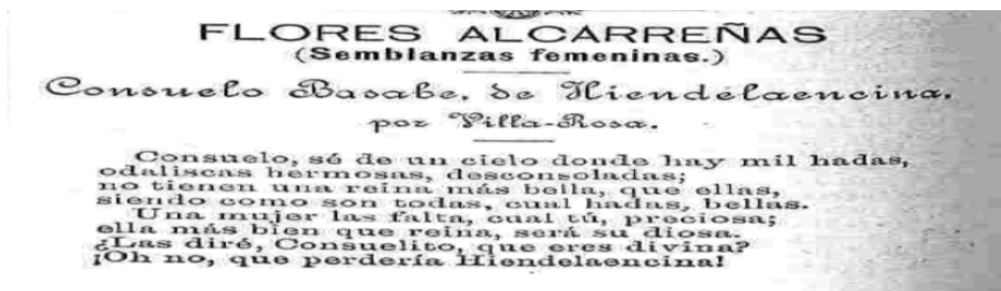 FLORES ALCARREÑAS
(Semblanzas femeninas.)
Consuelo Basabe, de Hiendelaencina,
por Villa-Rosa.
Consuelo, sé de un cielo donde hay mil hadas,
odaliscas hermosas, desconsoladas;
no tienen una reina más bella, que ellas,
siendo como son todas, cual hadas, bellas.
Una mujer las falta, cual tú, preciosa;
ella más bien que reina, será su diosa.
¿Las diré, Consuelito, que eres divina?
¡Oh no, que perdería Hiendelaencina!